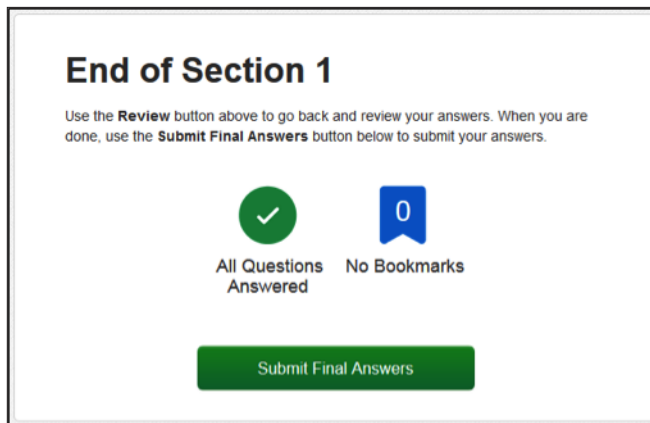 End of Section 1
Use the Review button above to go back and review your answers. When you are
done, use the Submit Final Answers button below to submit your answers.
0
All Questions
Answered
No Bookmarks
Submit Final Answers